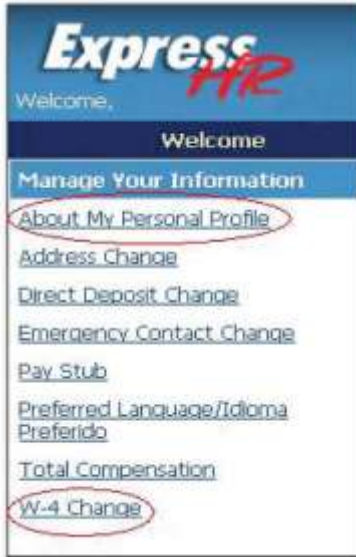 Express
HR
Welcome,
Welcome
Manage Your Information
About My Personal Profile
Address Change
Direct Deposit Change
Emergency Contact Change
Pay Stub
Preferred Language/Idioma
Preferido
Total Compensation
W-4 Change